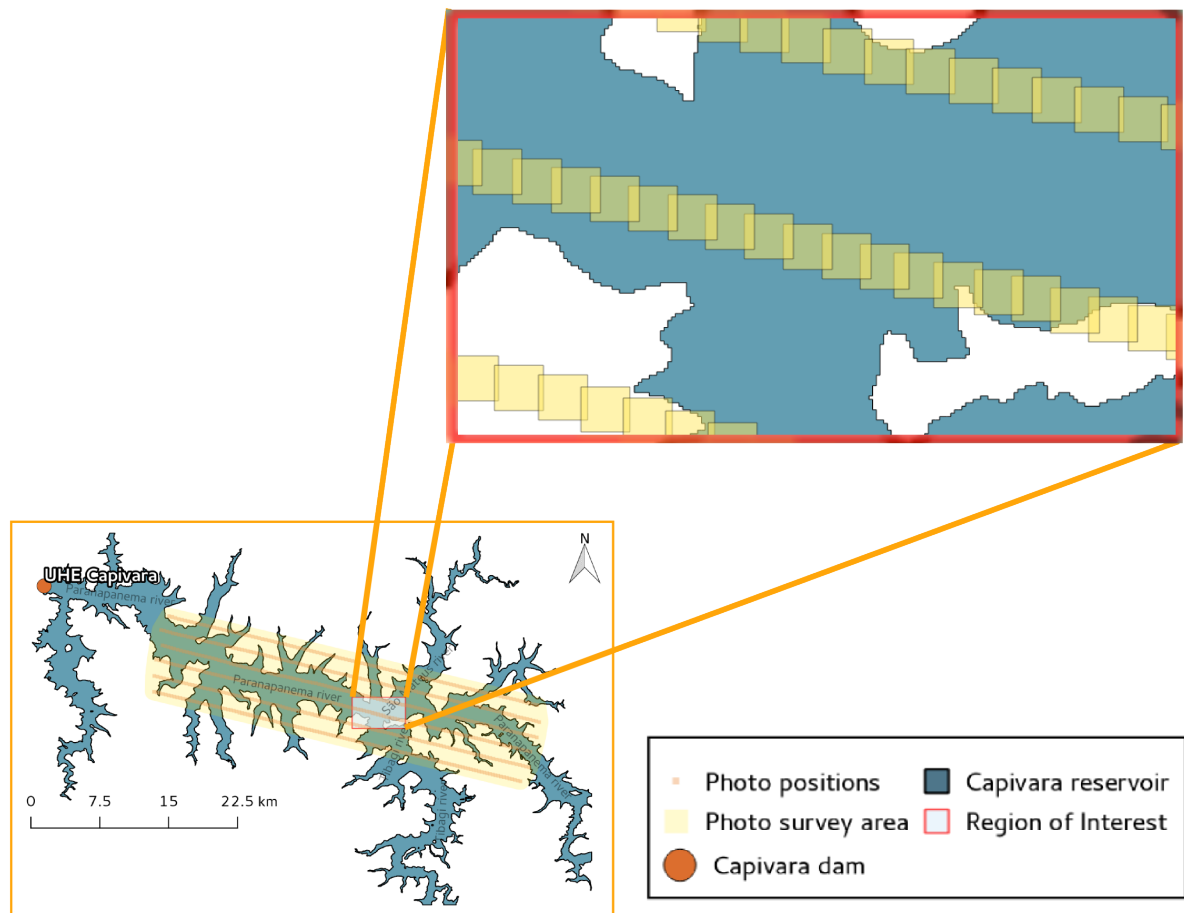 UHE Capivara
Paranapanema river
N
Paranapanema river
Paranapanema river
0 7.5 15 22.5 km
Photo positions
Capivara reservoir
Photo survey area
Region of Interest
Capivara dam